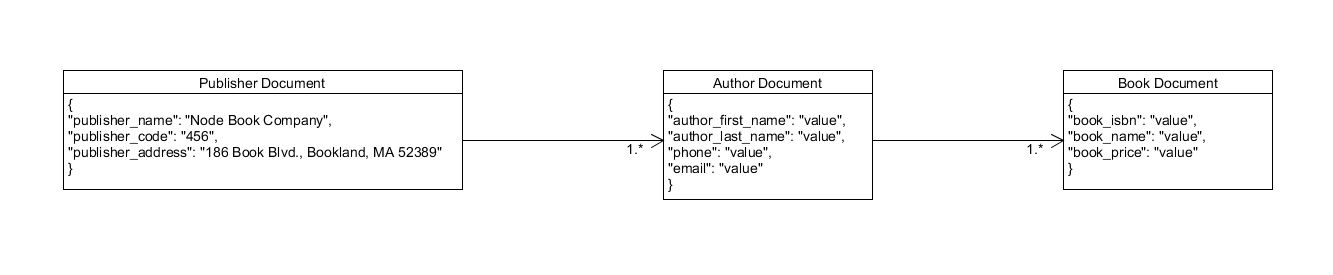 Publisher Document
{
"publisher_name": "Node Book Company",
"publisher_code": "456",
"publisher_address": "186 Book Blvd., Bookland, MA 52389"
}
1.*
Author Document
{
"author_first_name": "value",
"author_last_name": "value",
"phone": "value",
"email": "value"
}
1.*
Book Document
{
"book_isbn": "value",
"book_name": "value",
"book_price": "value"
}